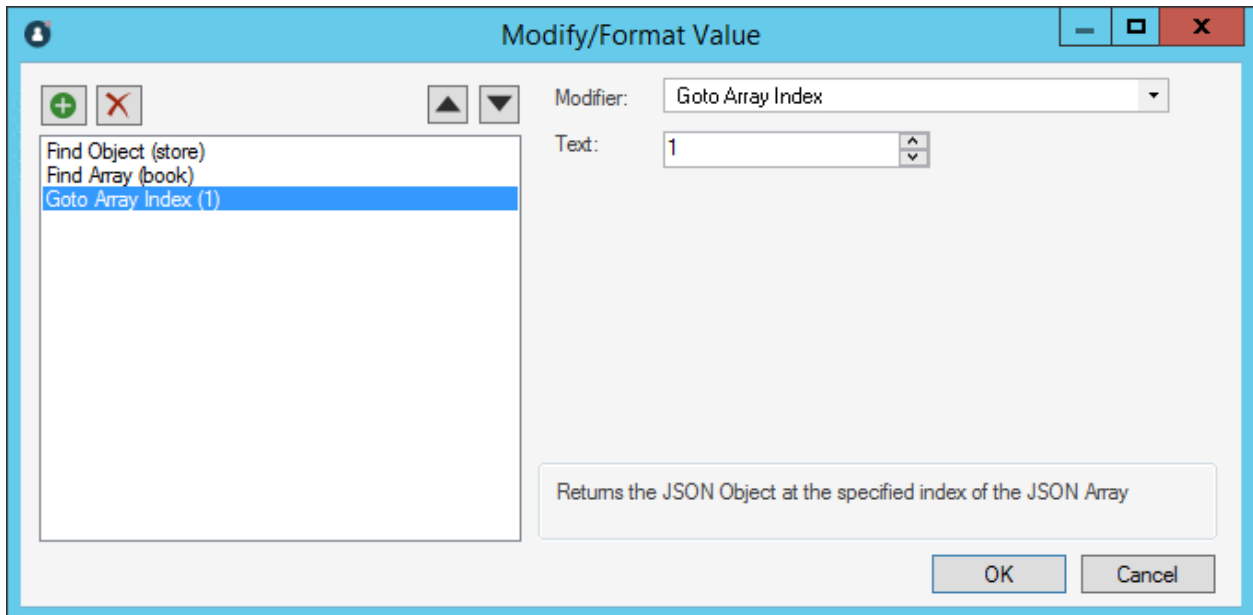 Modify/Format Value
Find Object (store)
Find Array (book)
Goto Array Index (1)
Modifier: Goto Array Index
Text: 1
Returns the JSON Object at the specified index of the JSON Array
OK Cancel